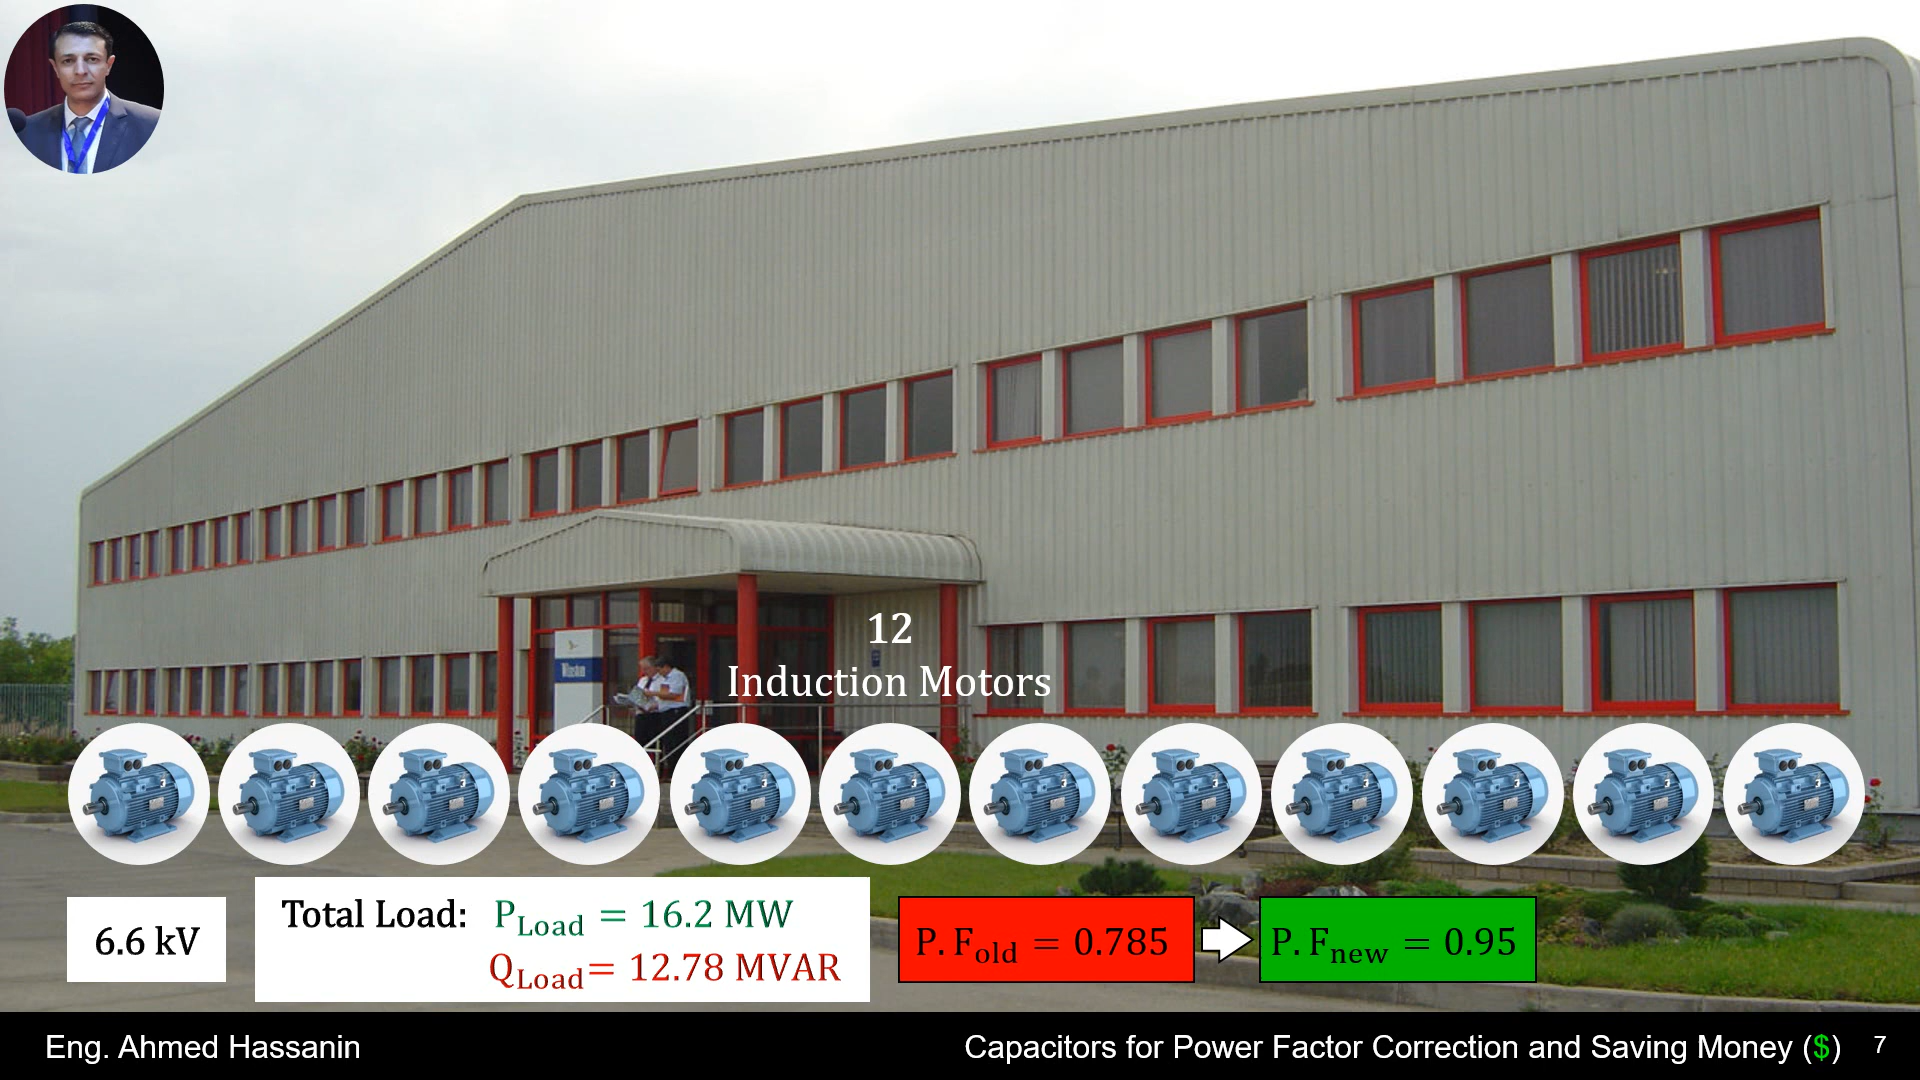 12
Induction Motors
Winston
6.6 kV
Total Load: P_Load = 16.2 MW
Q_Load = 12.78 MVAR
P. F_old = 0.785
P. F_new = 0.95
Eng. Ahmed Hassanin
Capacitors for Power Factor Correction and Saving Money ($)
7